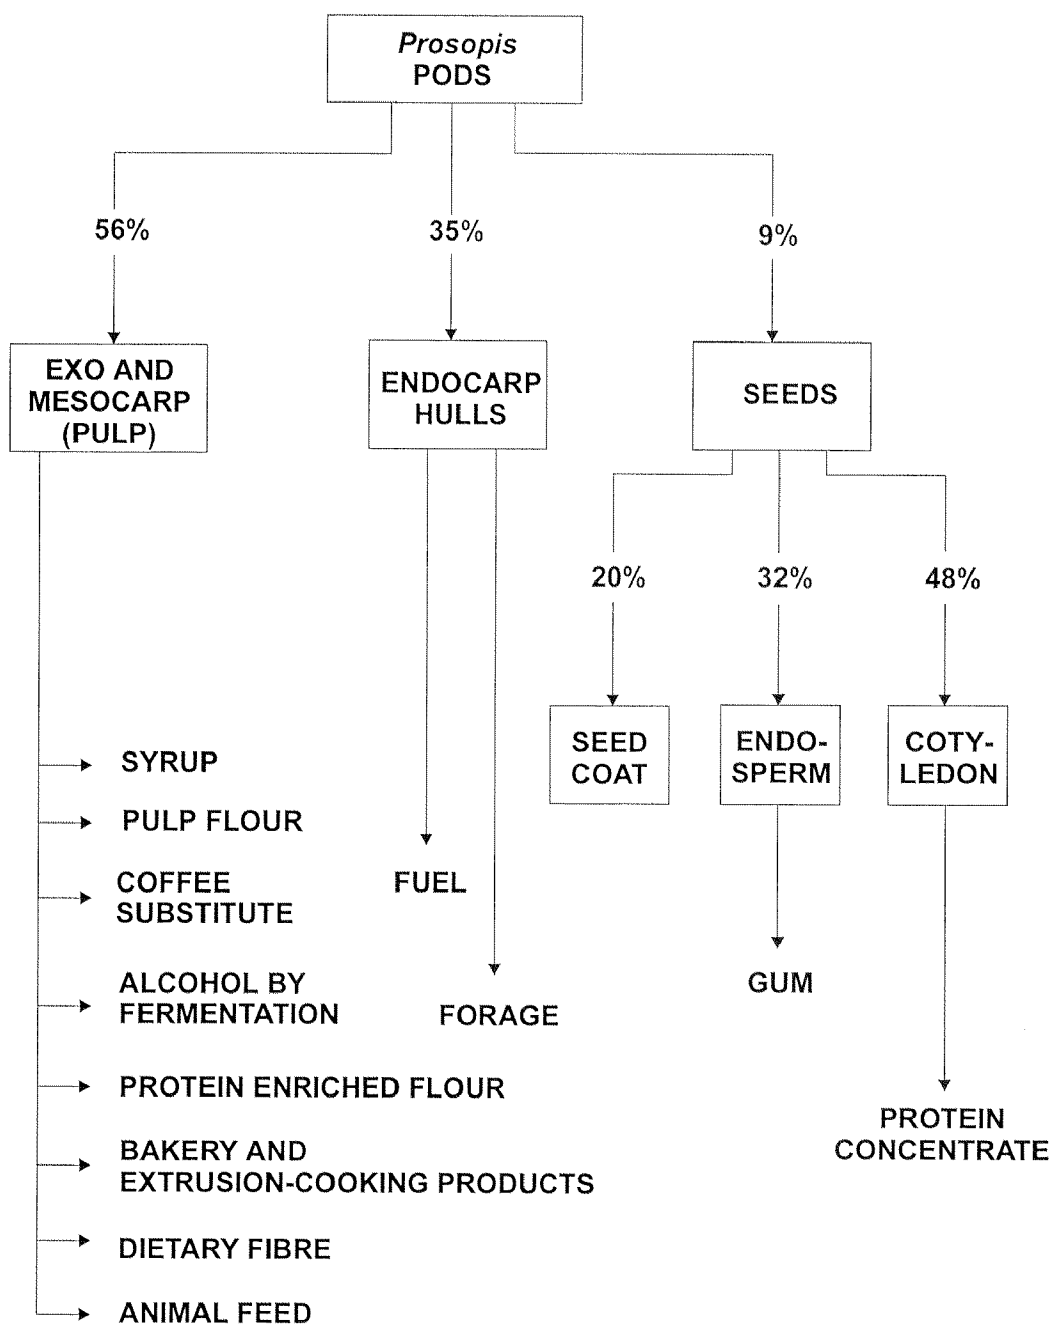 Prosopis
PODS
56%
35%
9%
EXO AND
MESOCARP
(PULP)
ENDOCARP
HULLS
SEEDS
20%
32%
48%
SEED
COAT
ENDO-
SPERM
COTY-
LEDON
SYRUP
PULP FLOUR
COFFEE
SUBSTITUTE
ALCOHOL BY
FERMENTATION
PROTEIN ENRICHED FLOUR
BAKERY AND
EXTRUSION-COOKING PRODUCTS
DIETARY FIBRE
ANIMAL FEED
FUEL
FORAGE
GUM
PROTEIN
CONCENTRATE